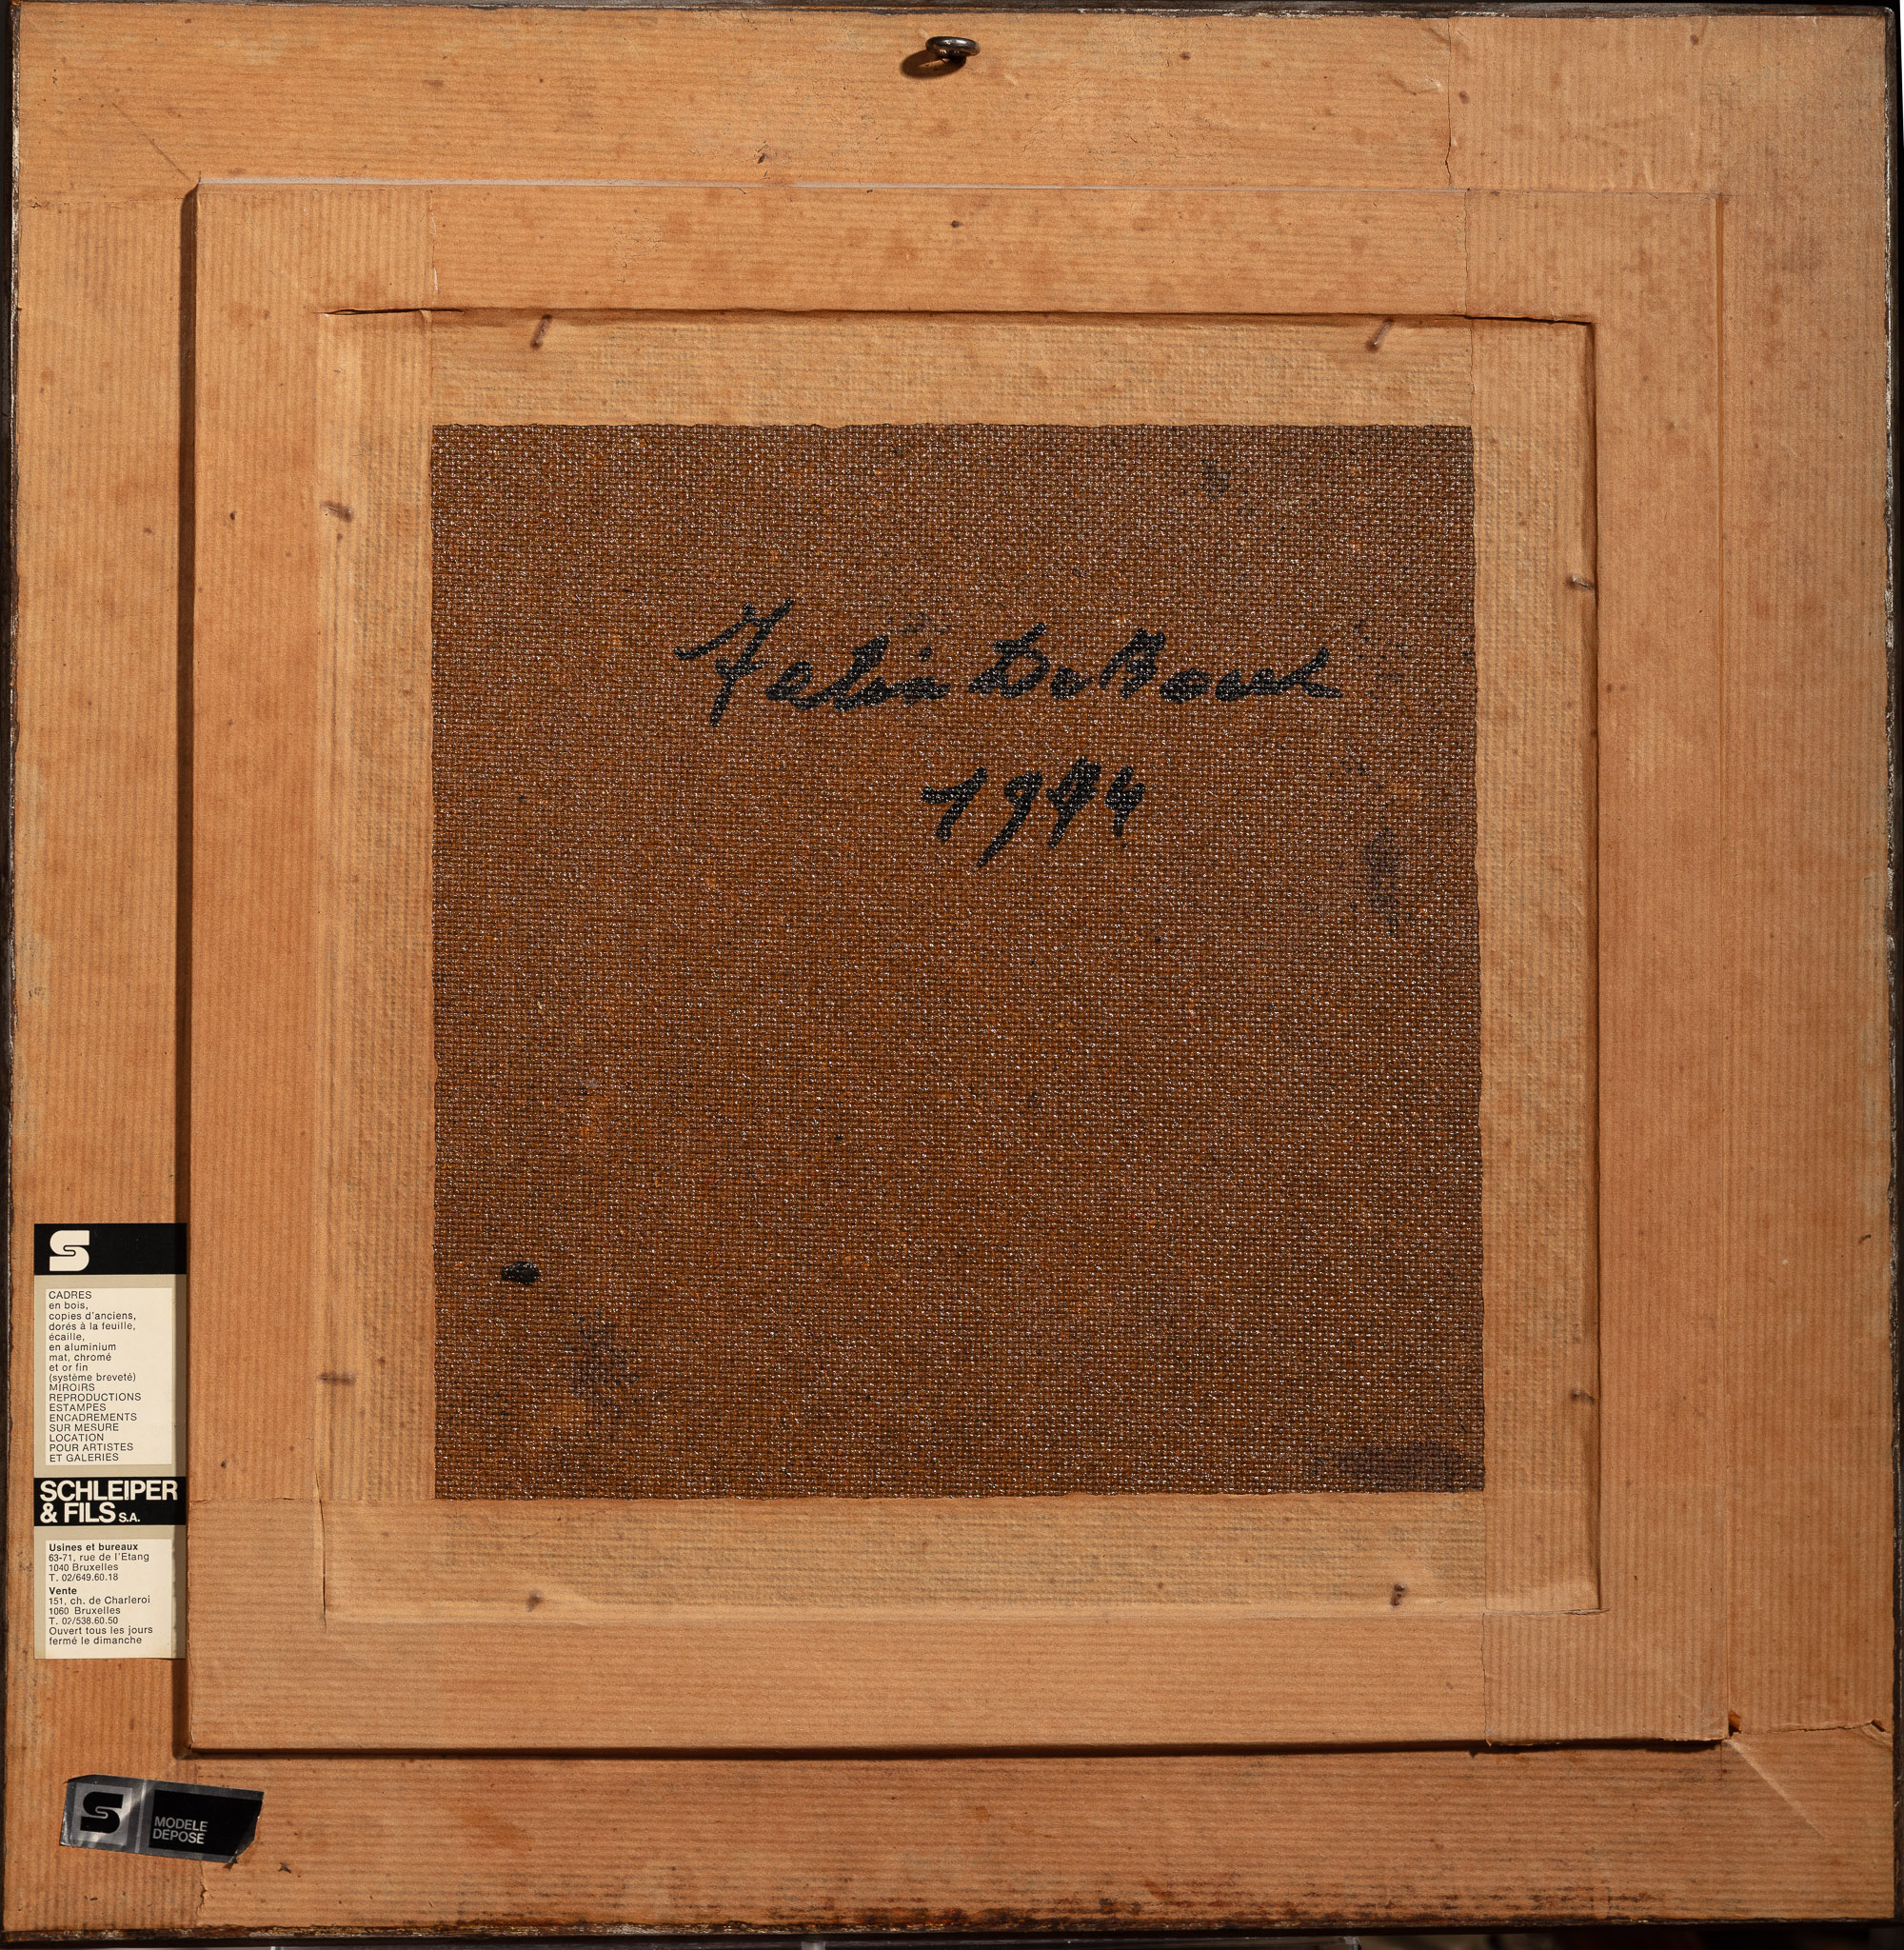 Felix De Boeck
1974
S
CADRES
en bois,
copies d'anciens,
dorés à la feuille,
écaille,
en aluminium
mat, chromé
et or fin
(système breveté)
MIROIRS
REPRODUCTIONS
ESTAMPES
ENCADREMENTS
SUR MESURE
LOCATION
POUR ARTISTES
ET GALERIES
SCHLEIPER
& FILS S.A.
Usines et bureaux
63-71, rue de l'Etang
1040 Bruxelles
T. 02/649.60.18
Vente
151, ch. de Charleroi
1060 Bruxelles
T. 02/538.60.50
Ouvert tous les jours
fermé le dimanche
S
MODELE
DEPOSE